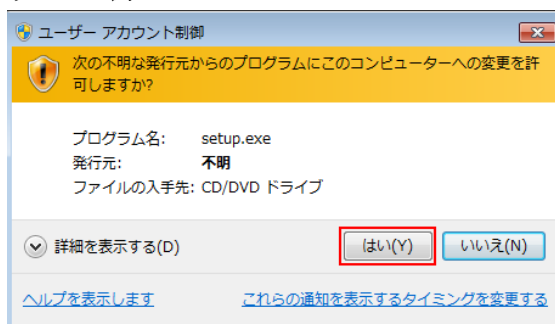 ユーザー アカウント制御
次の不明な発行元からのプログラムにこのコンピューターへの変更を許
可しますか?
プログラム名: setup.exe
発行元: 不明
ファイルの入手先: CD/DVD ドライブ
詳細を表示する(D) はい(Y) いいえ(N)
ヘルプを表示します これらの通知を表示するタイミングを変更する